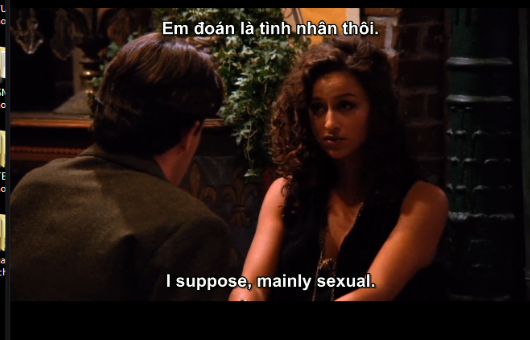 Em đoán là tình nhân thôi.
I suppose, mainly sexual.